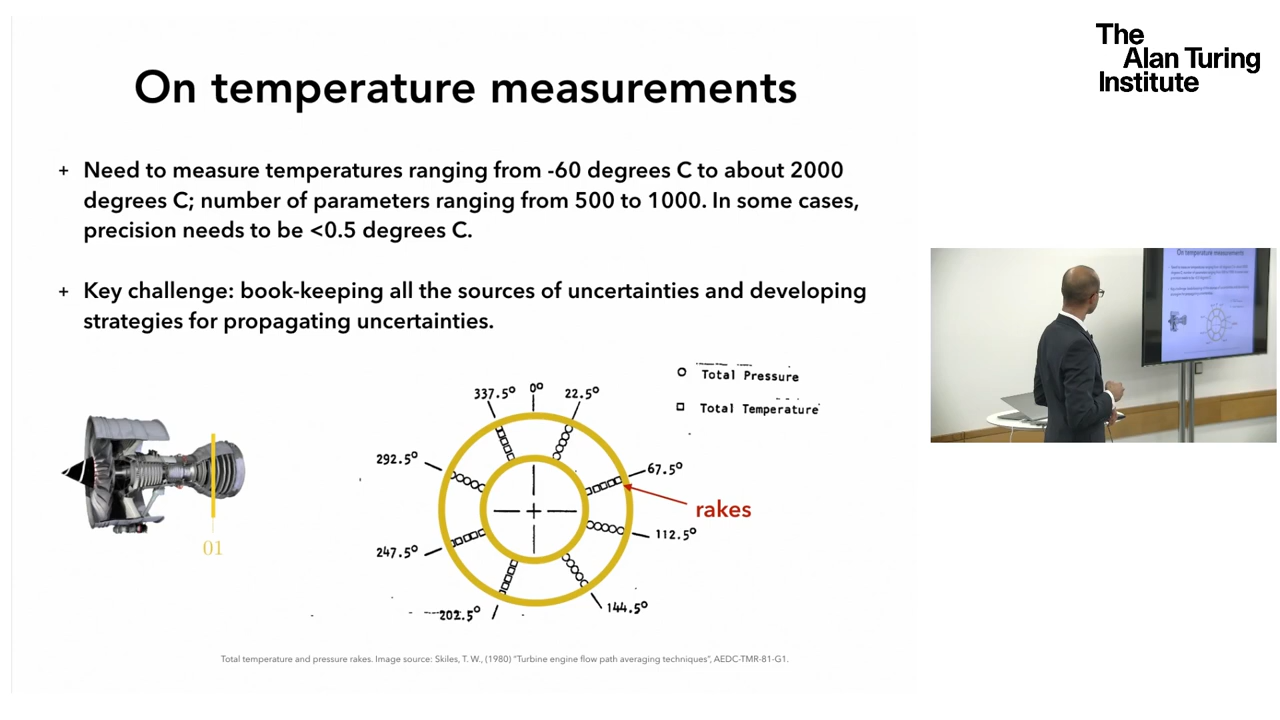 The
Alan Turing
Institute
On temperature measurements
+ Need to measure temperatures ranging from -60 degrees C to about 2000
degrees C; number of parameters ranging from 500 to 1000. In some cases,
precision needs to be <0.5 degrees C.
+ Key challenge: book-keeping all the sources of uncertainties and developing
strategies for propagating uncertainties.
Total Pressure
Total Temperature
337.5°
0°
22.5°
292.5°
67.5°
rakes
112.5°
247.5°
144.5°
202.5°
01
Total temperature and pressure rakes. Image source: Skiles, T. W., (1980) "Turbine engine flow path averaging techniques", AEDC-TMR-81-G1.
On temperature measurements